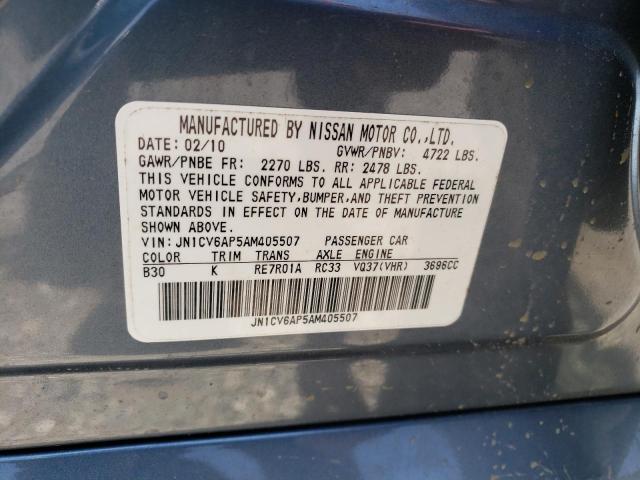 MANUFACTURED BY NISSAN MOTOR CO.,LTD.
DATE: 02/10 GVWR/PNBV: 4722 LBS.
GAWR/PNBE FR: 2270 LBS. RR: 2478 LBS.
THIS VEHICLE CONFORMS TO ALL APPLICABLE FEDERAL
MOTOR VEHICLE SAFETY,BUMPER,AND THEFT PREVENTION
STANDARDS IN EFFECT ON THE DATE OF MANUFACTURE
SHOWN ABOVE.
VIN: JN1CV6AP5AM405507 PASSENGER CAR
COLOR TRIM TRANS AXLE ENGINE
B30 K RE7R01A RC33 VQ37(VHR) 3696CC
JN1CV6AP5AM405507